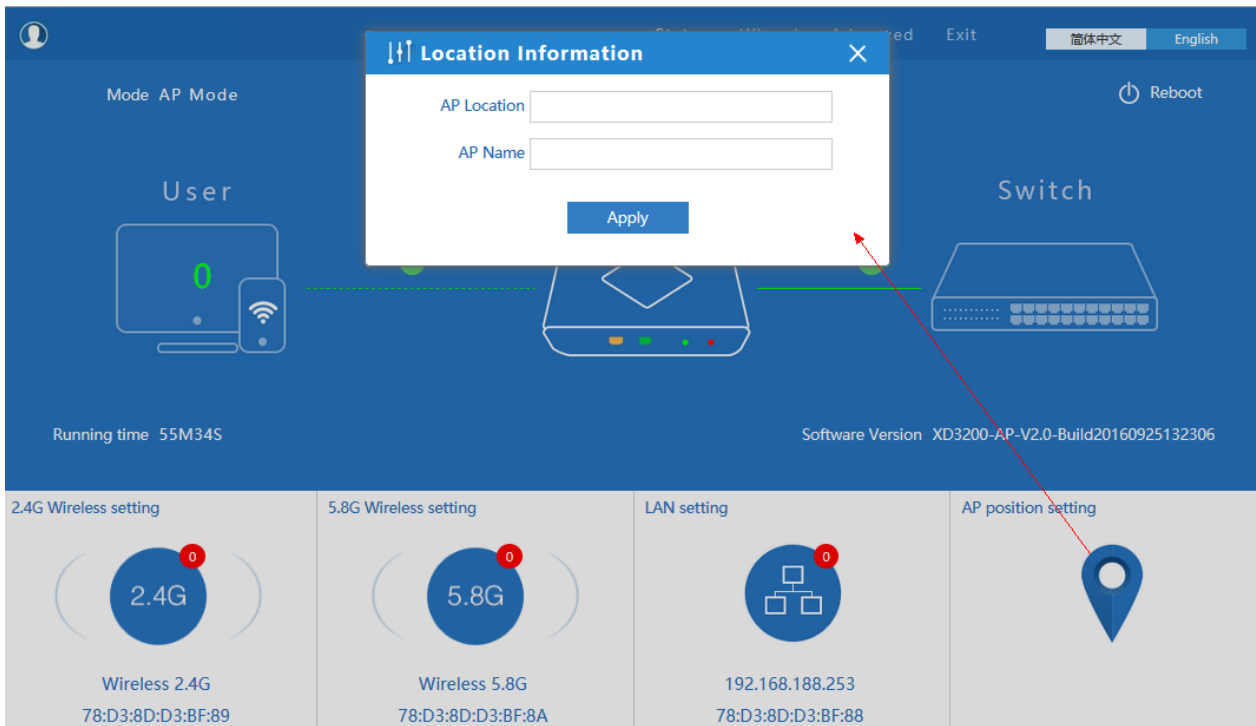 Exit
简体中文
English
Location Information
Mode AP Mode
AP Location
Reboot
AP Name
User
Apply
Switch
0
Running time 55M34S
Software Version XD3200-AP-V2.0-Build20160925132306
2.4G Wireless setting
5.8G Wireless setting
LAN setting
AP position setting
0
0
0
2.4G
5.8G
Wireless 2.4G
Wireless 5.8G
192.168.188.253
78:D3:8D:D3:BF:89
78:D3:8D:D3:BF:8A
78:D3:8D:D3:BF:88